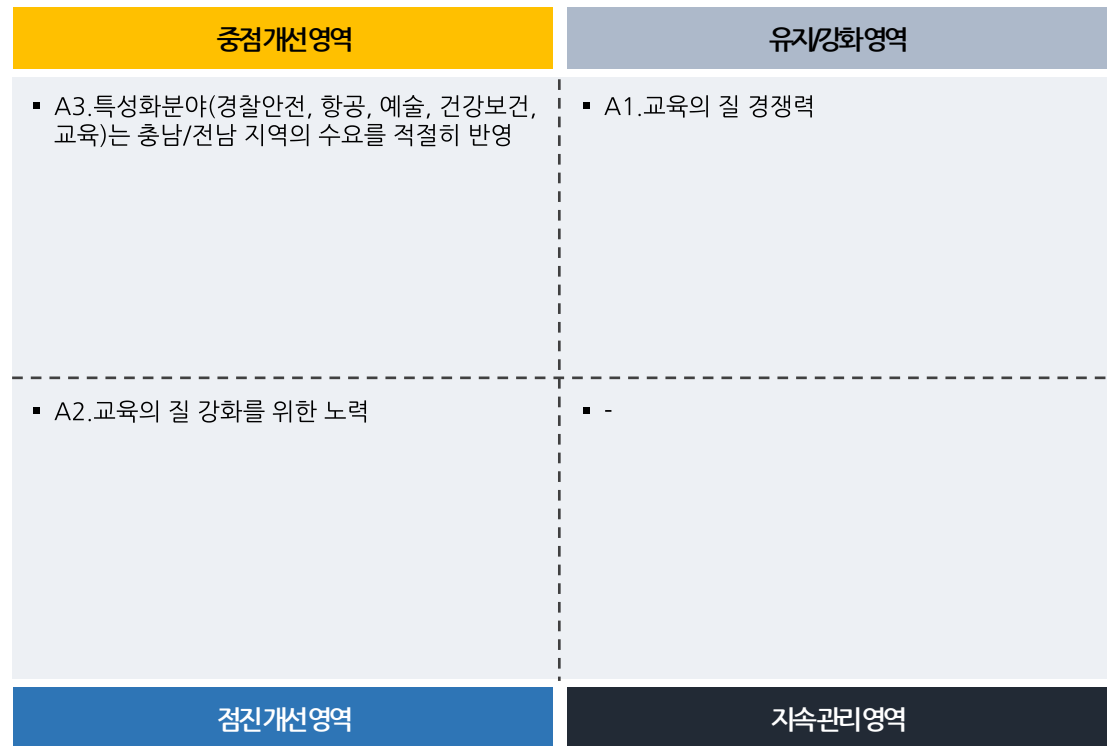 중점개선영역
유지/강화영역
▪ A3.특성화분야(경찰안전, 항공, 예술, 건강보건,
교육)는 충남/전남 지역의 수요를 적절히 반영
▪ A1.교육의 질 경쟁력
▪ A2.교육의 질 강화를 위한 노력
▪ -
점진개선영역
지속관리영역